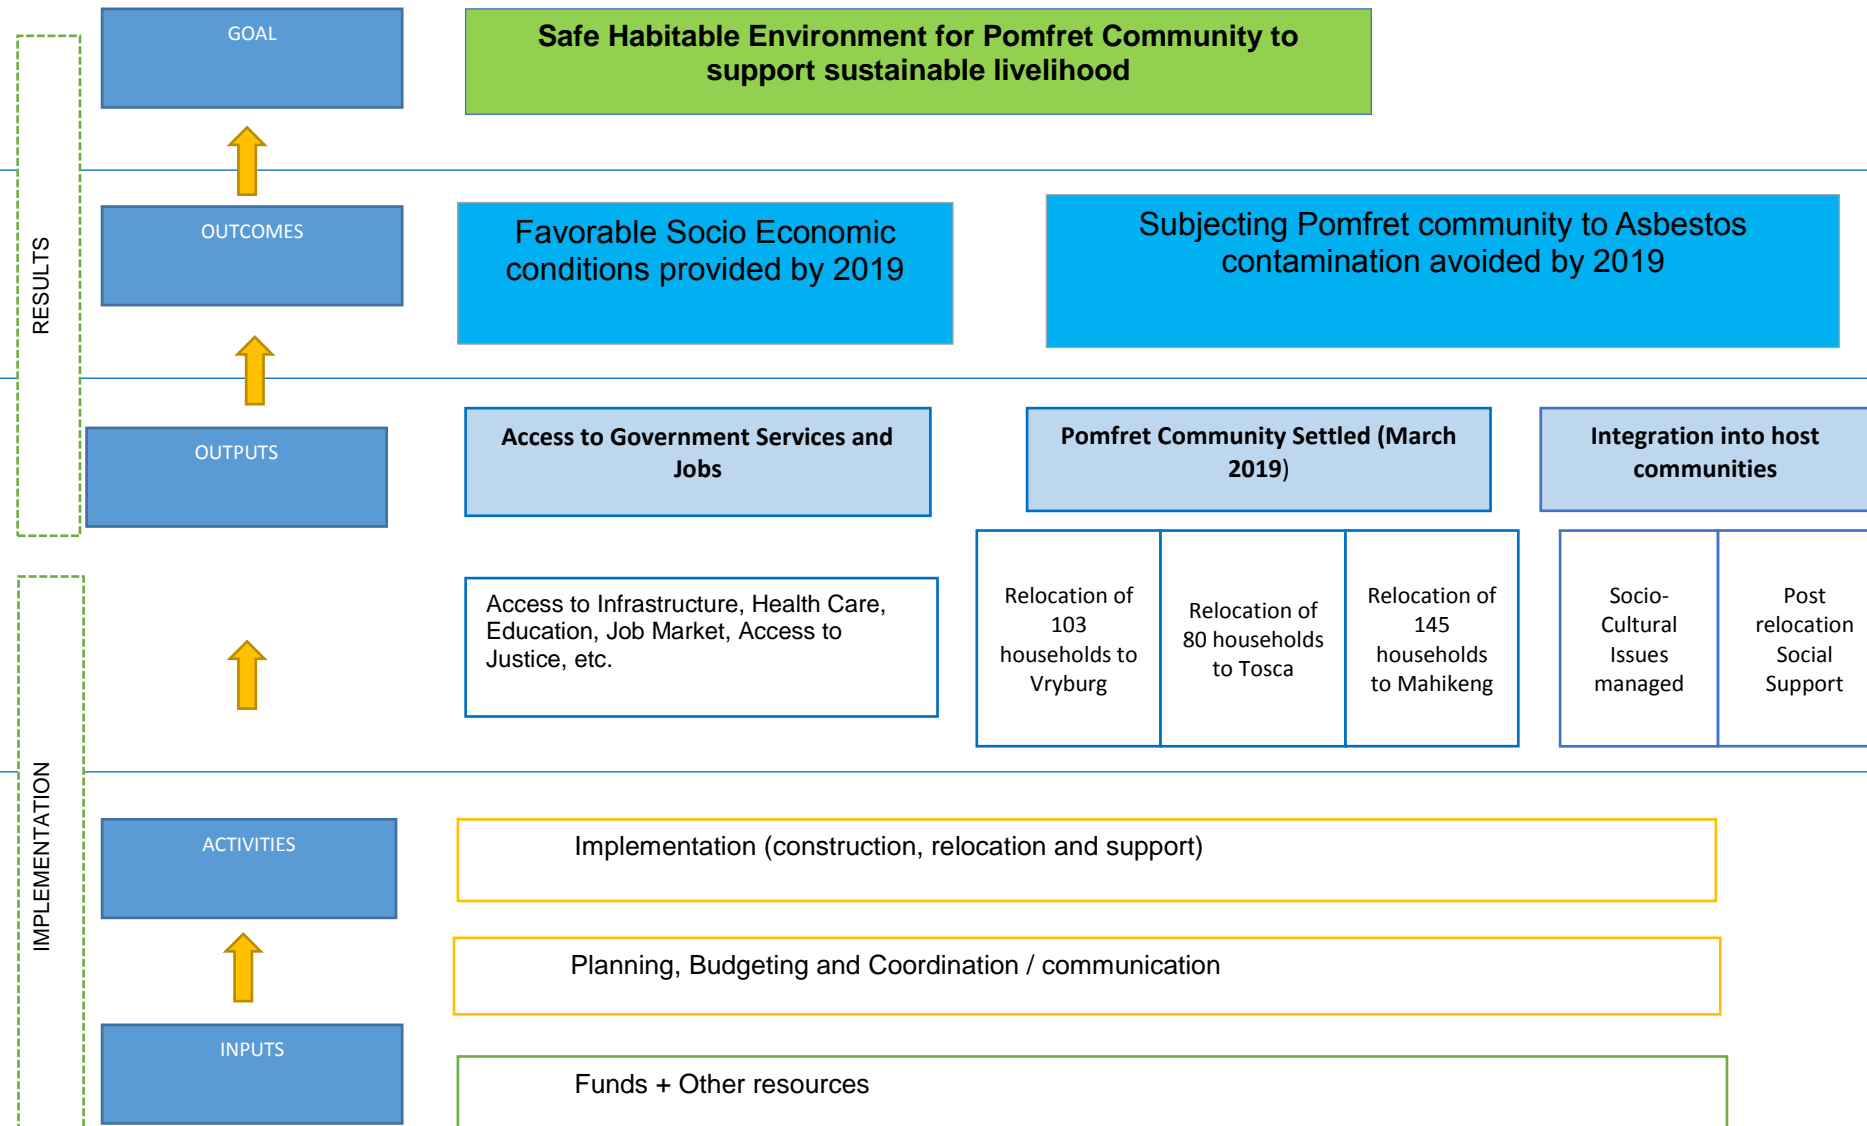 GOAL
Safe Habitable Environment for Pomfret Community to
support sustainable livelihood
RESULTS
OUTCOMES
Favorable Socio Economic
conditions provided by 2019
Subjecting Pomfret community to Asbestos
contamination avoided by 2019
OUTPUTS
Access to Government Services and
Jobs
Pomfret Community Settled (March
2019)
Integration into host
communities
Access to Infrastructure, Health Care,
Education, Job Market, Access to
Justice, etc.
Relocation of
103
households to
Vryburg
Relocation of
80 households
to Tosca
Relocation of
145
households
to Mahikeng
Socio-
Cultural
Issues
managed
Post
relocation
Social
Support
IMPLEMENTATION
ACTIVITIES
Implementation (construction, relocation and support)
Planning, Budgeting and Coordination / communication
INPUTS
Funds + Other resources